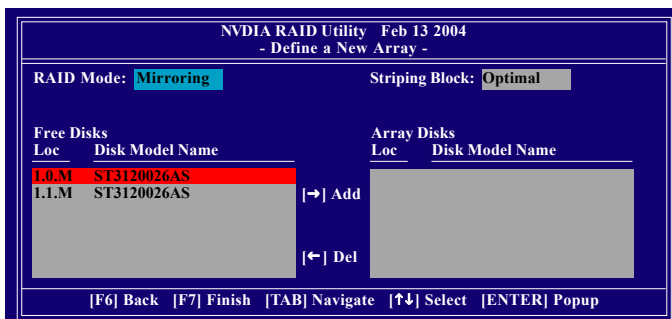 NVDIA RAID Utility Feb 13 2004
- Define a New Array -
RAID Mode: Mirroring Striping Block: Optimal
Free Disks Array Disks
Loc Disk Model Name Loc Disk Model Name
1.0.M ST3120026AS
1.1.M ST3120026AS
[→] Add
[←] Del
[F6] Back [F7] Finish [TAB] Navigate [↑↓] Select [ENTER] Popup